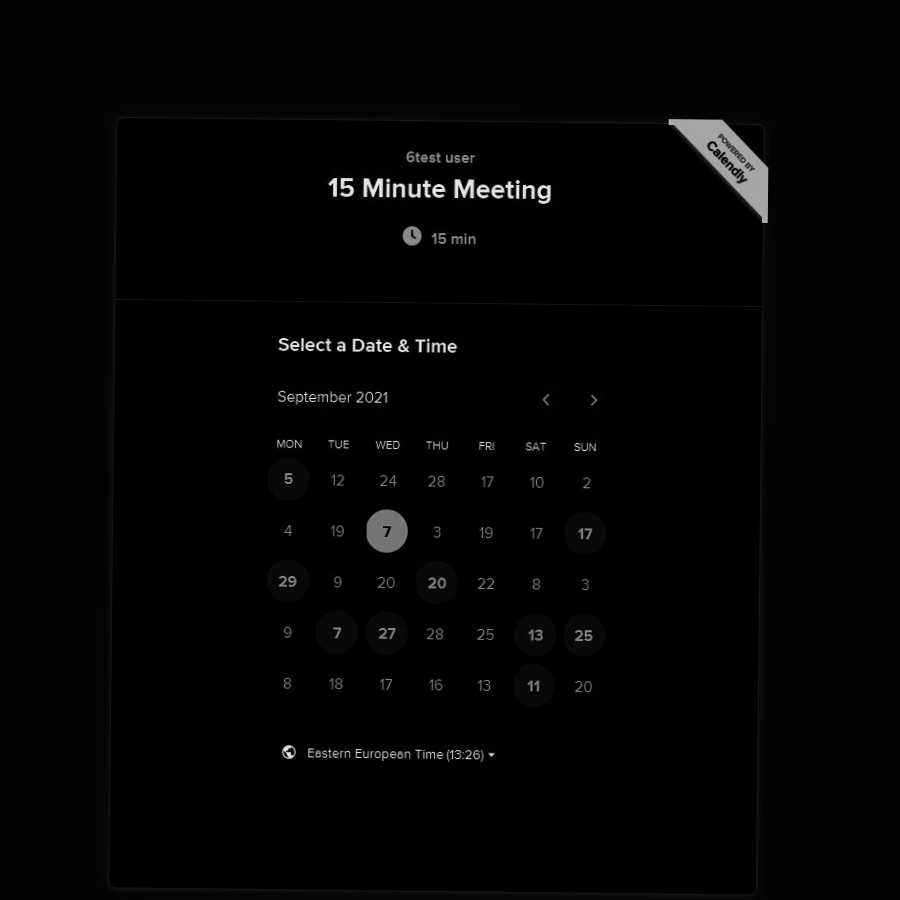 POWERED BY
Calendly
6test user
15 Minute Meeting
15 min
Select a Date & Time
September 2021
MON TUE WED THU FRI SAT SUN
5 12 24 28 17 10 2
4 19 7 3 19 17 17
29 9 20 20 22 8 3
9 7 27 28 25 13 25
8 18 17 16 13 11 20
Eastern European Time (13:26)